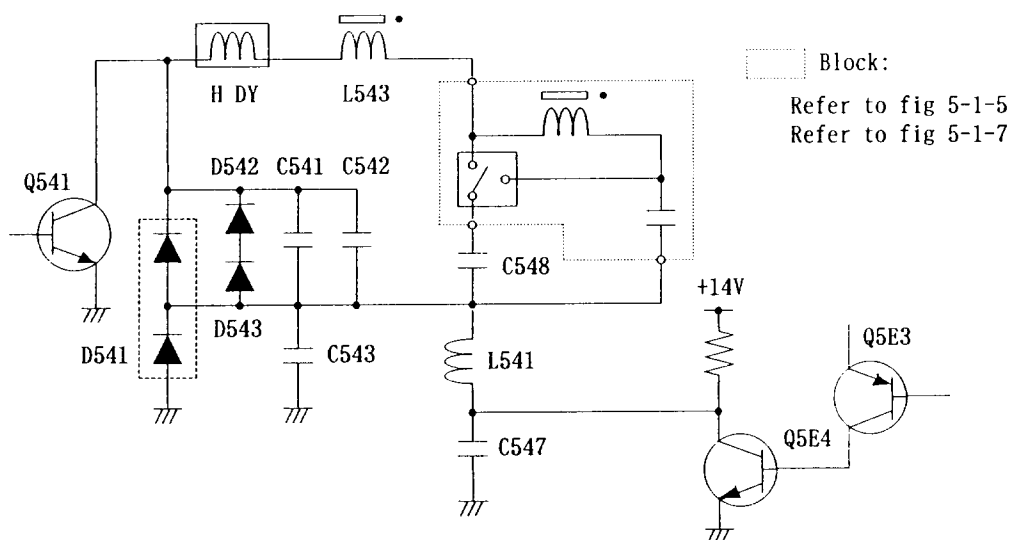 H DY
L543
Block:
Refer to fig 5-1-5
Refer to fig 5-1-7
Q541
D542
C541
C542
C548
+14V
D541
D543
C543
L541
Q5E3
C547
Q5E4